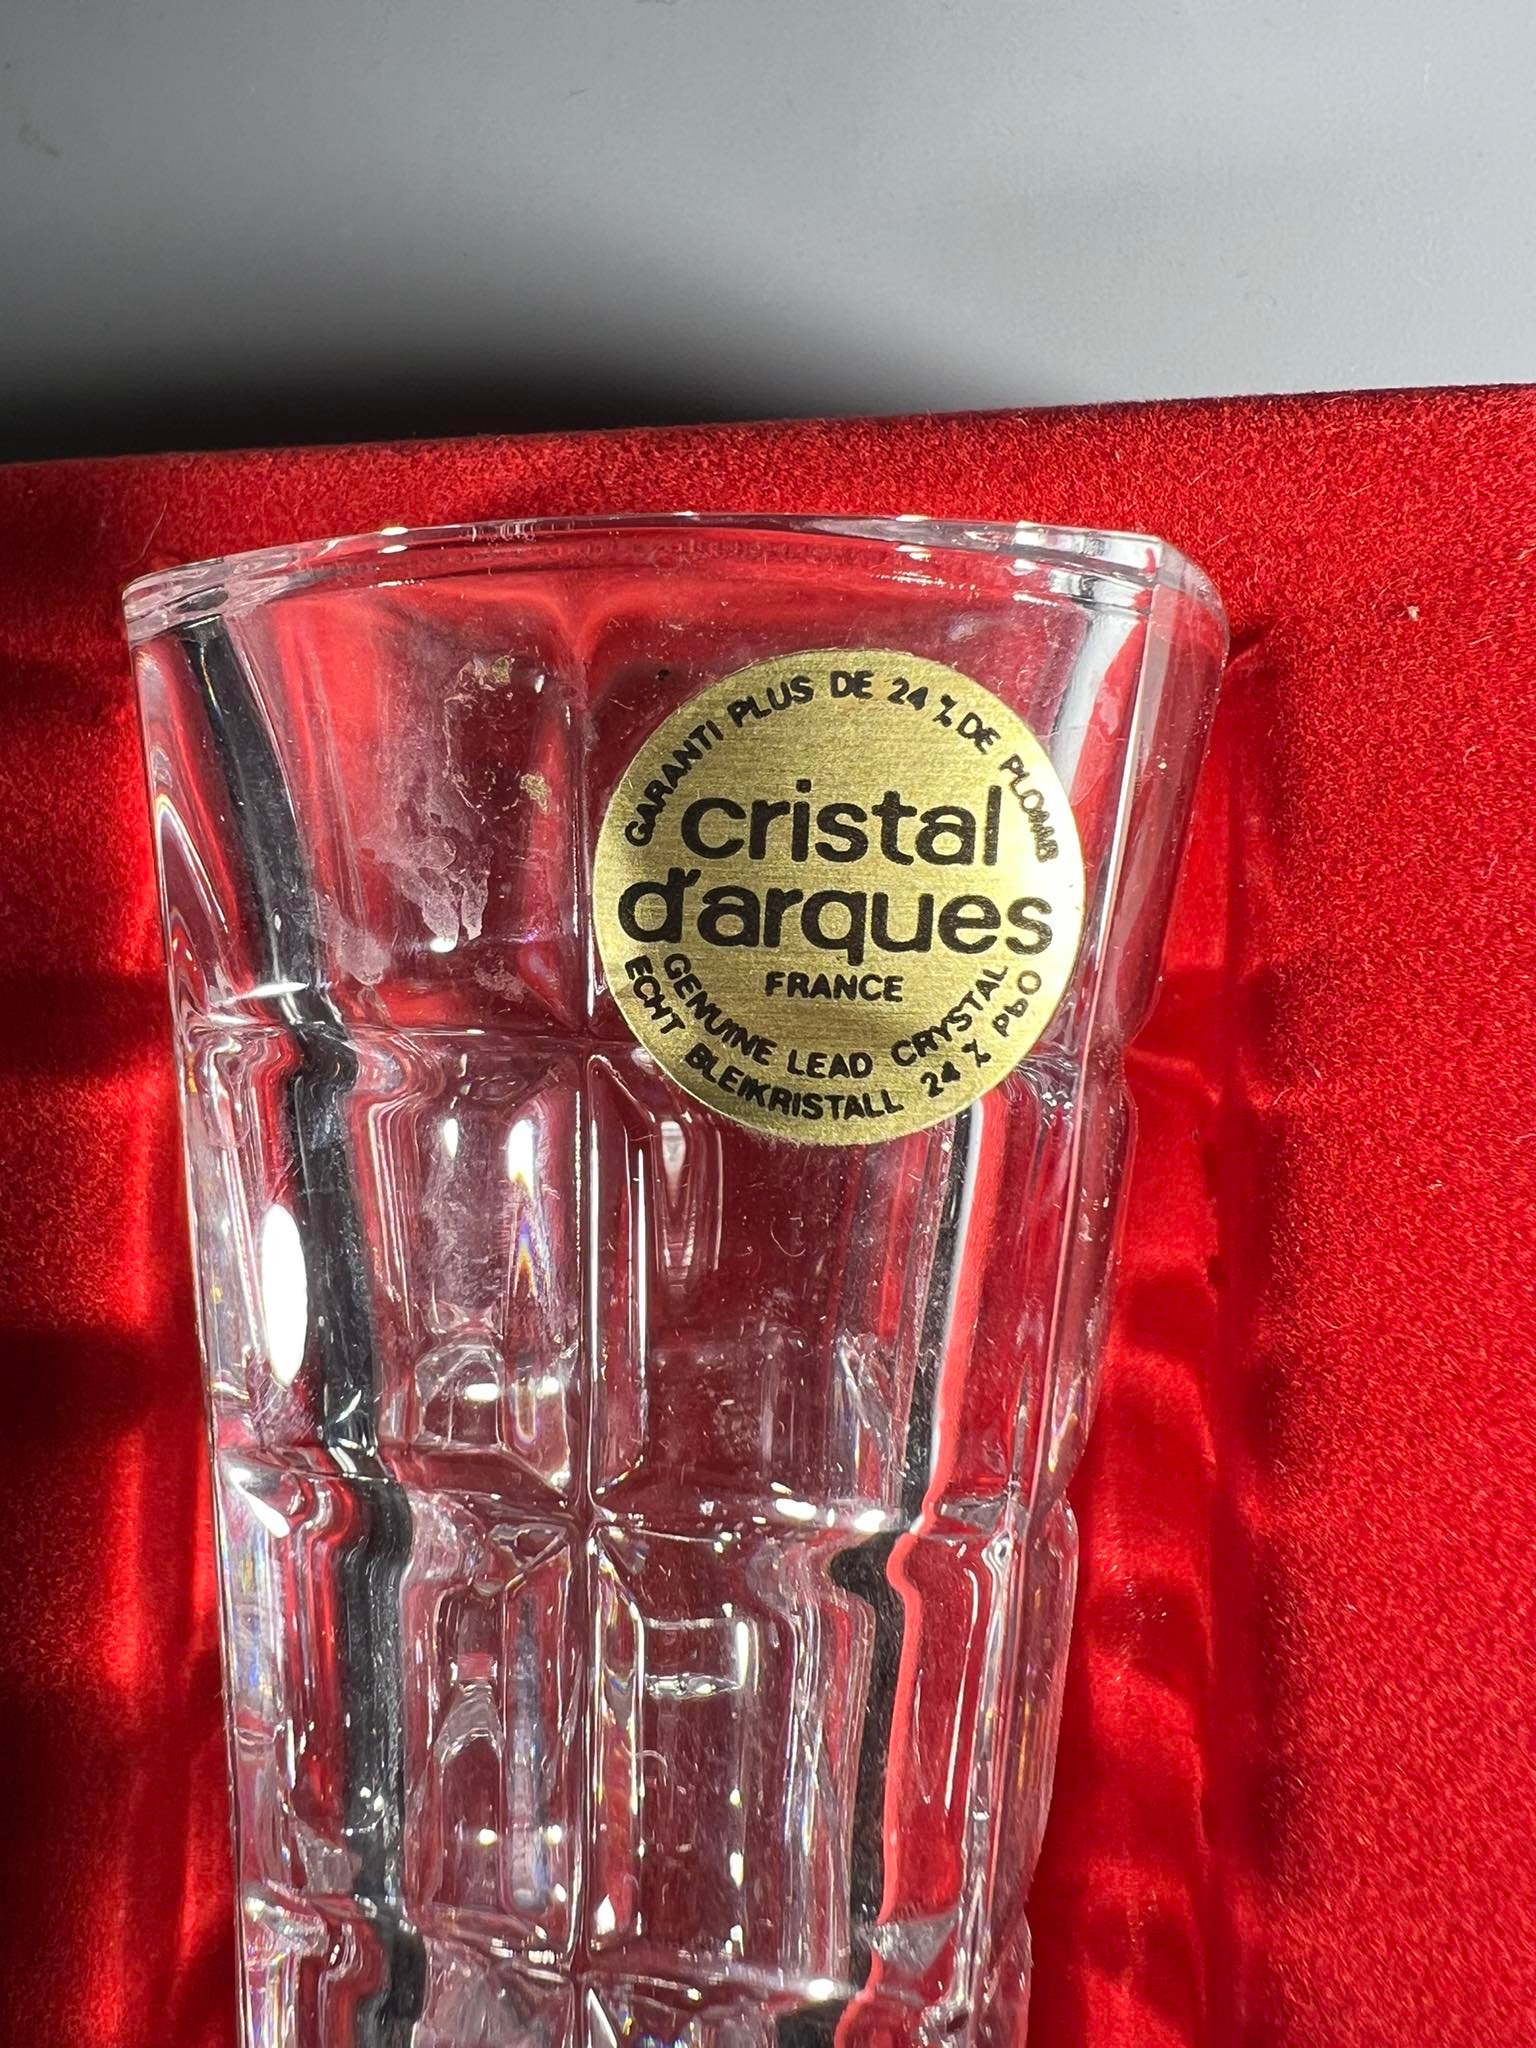 GARANTI PLUS DE 24 % DE PLOMB
cristal
d'arques
FRANCE
GENUINE LEAD CRYSTAL
ECHT BLEIKRISTALL 24 % PbO